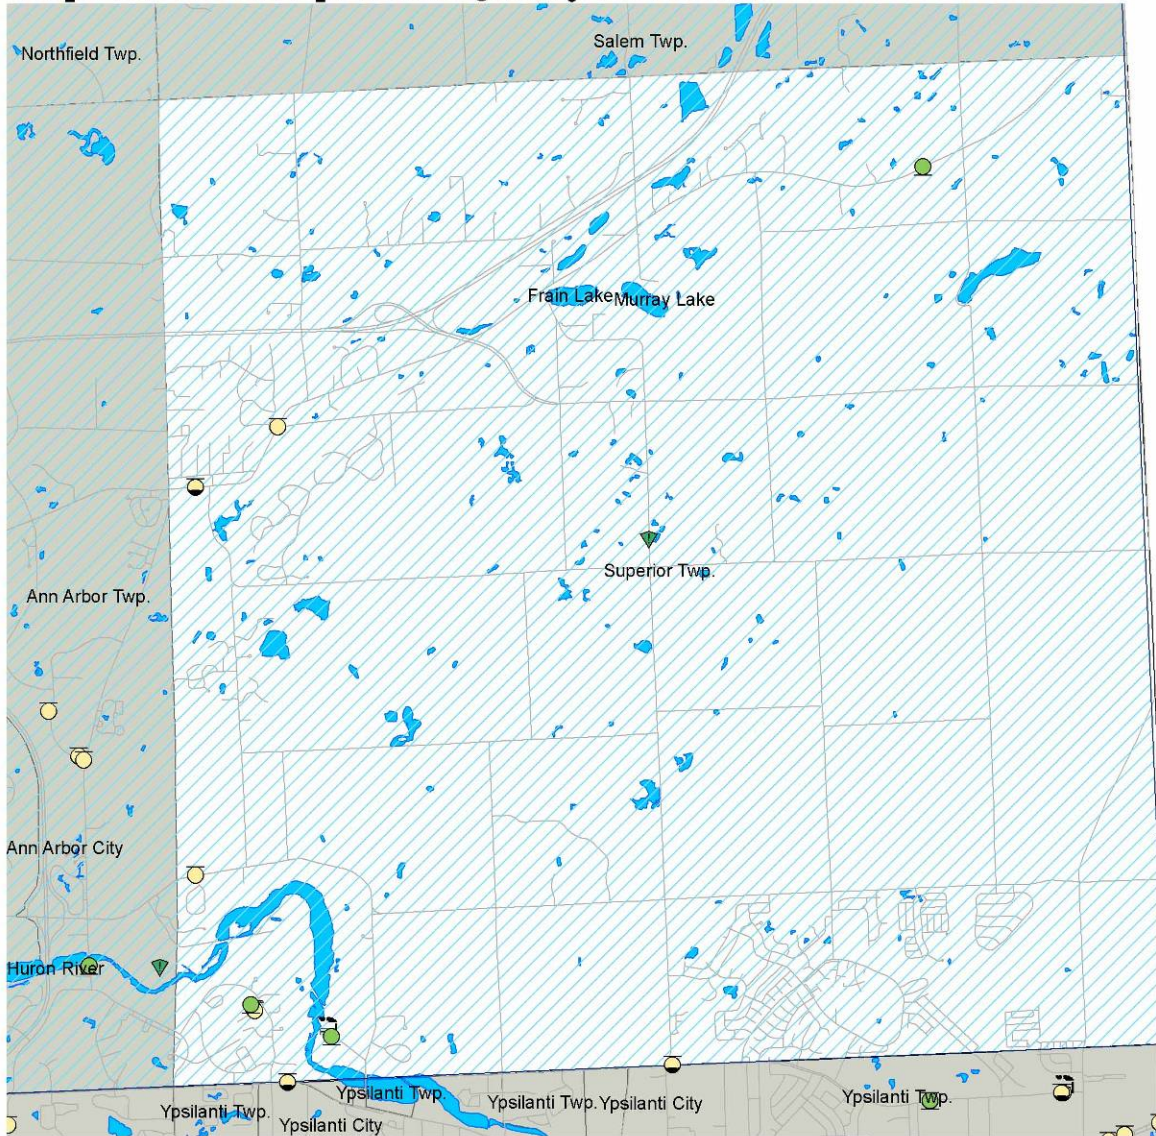 Salem Twp.
Northfield Twp.
Frain Lake
Murray Lake
Superior Twp.
Ann Arbor Twp.
Ann Arbor City
Huron River
Ypsilanti Twp.
Ypsilanti Twp.
Ypsilanti City
Ypsilanti Twp.
Ypsilanti City
Ypsilanti Twp.